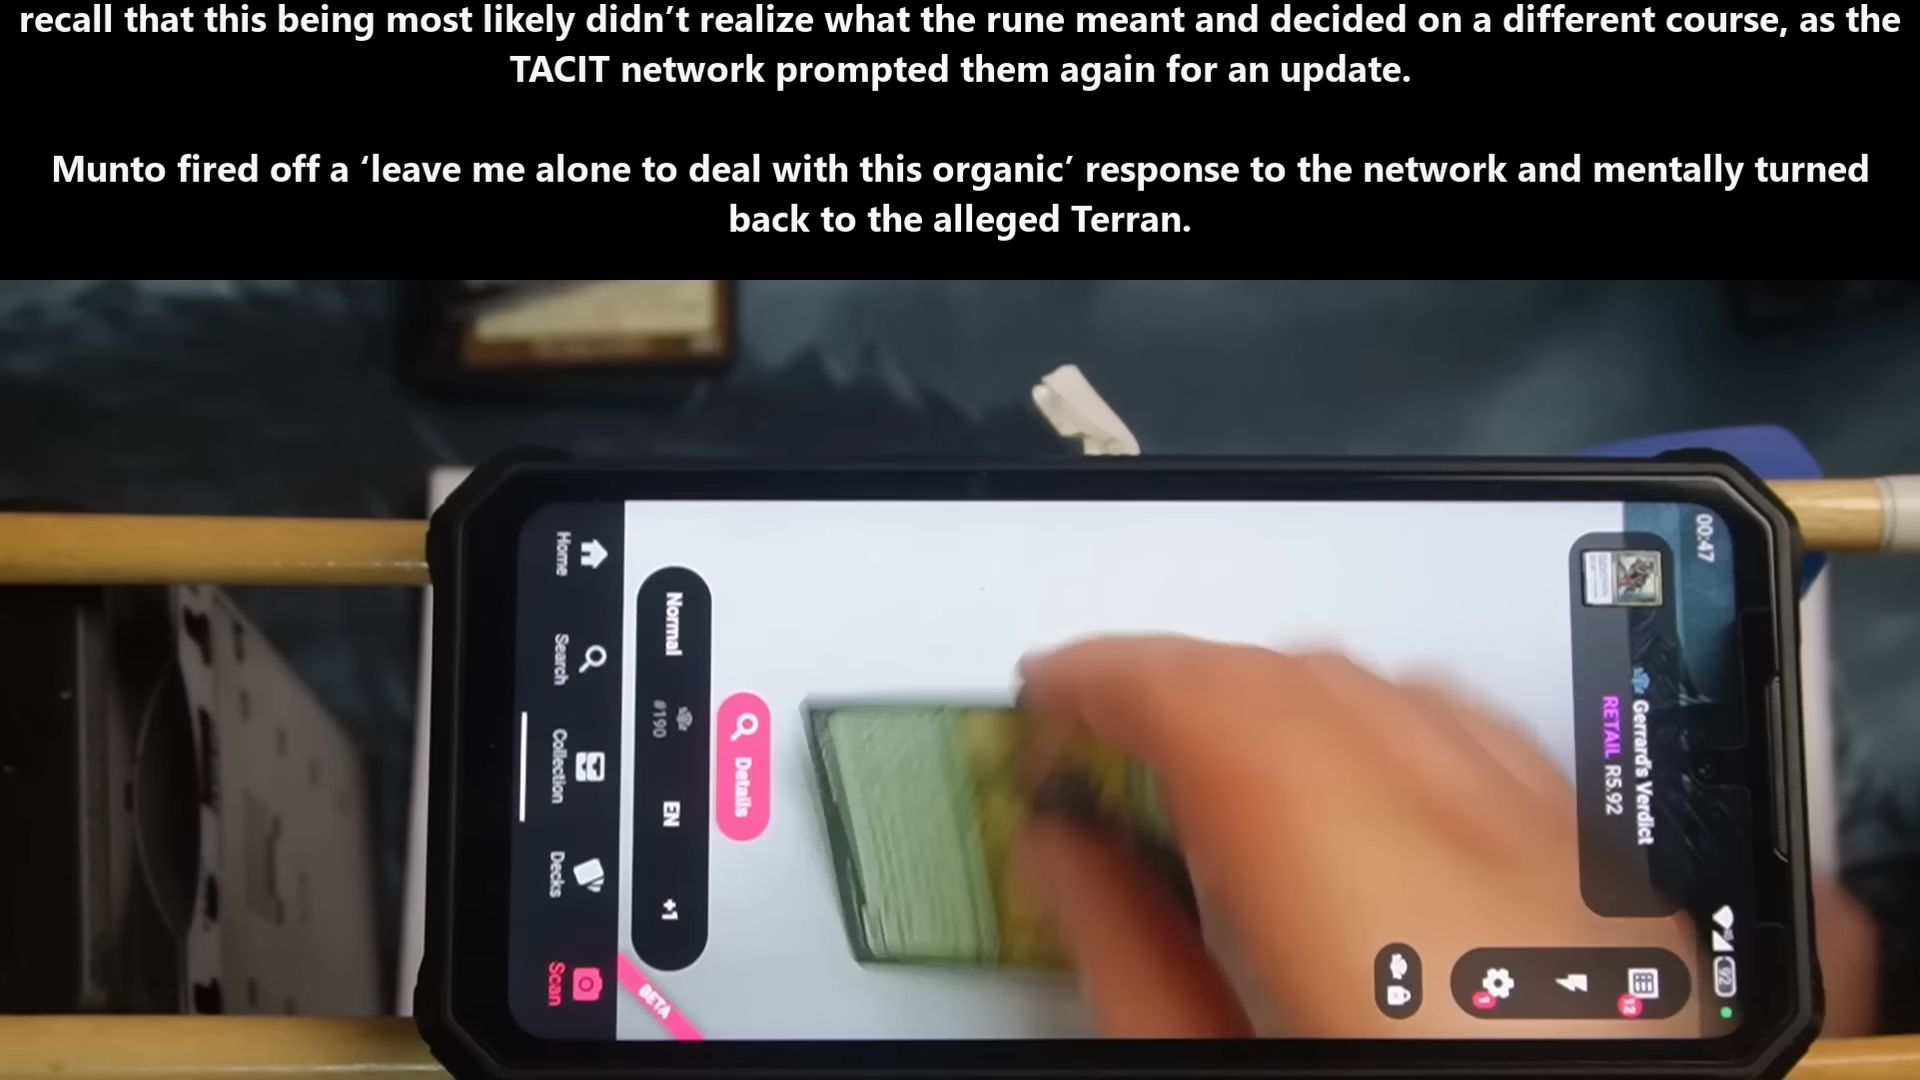 recall that this being most likely didn’t realize what the rune meant and decided on a different course, as the
TACIT network prompted them again for an update.
Munto fired off a ‘leave me alone to deal with this organic’ response to the network and mentally turned
back to the alleged Terran.
00:47
Gerrard's Verdict
RETAIL R5.92
92
12
1
Details
Normal
#190
EN
+1
BETA
Home
Search
Collection
Decks
Scan